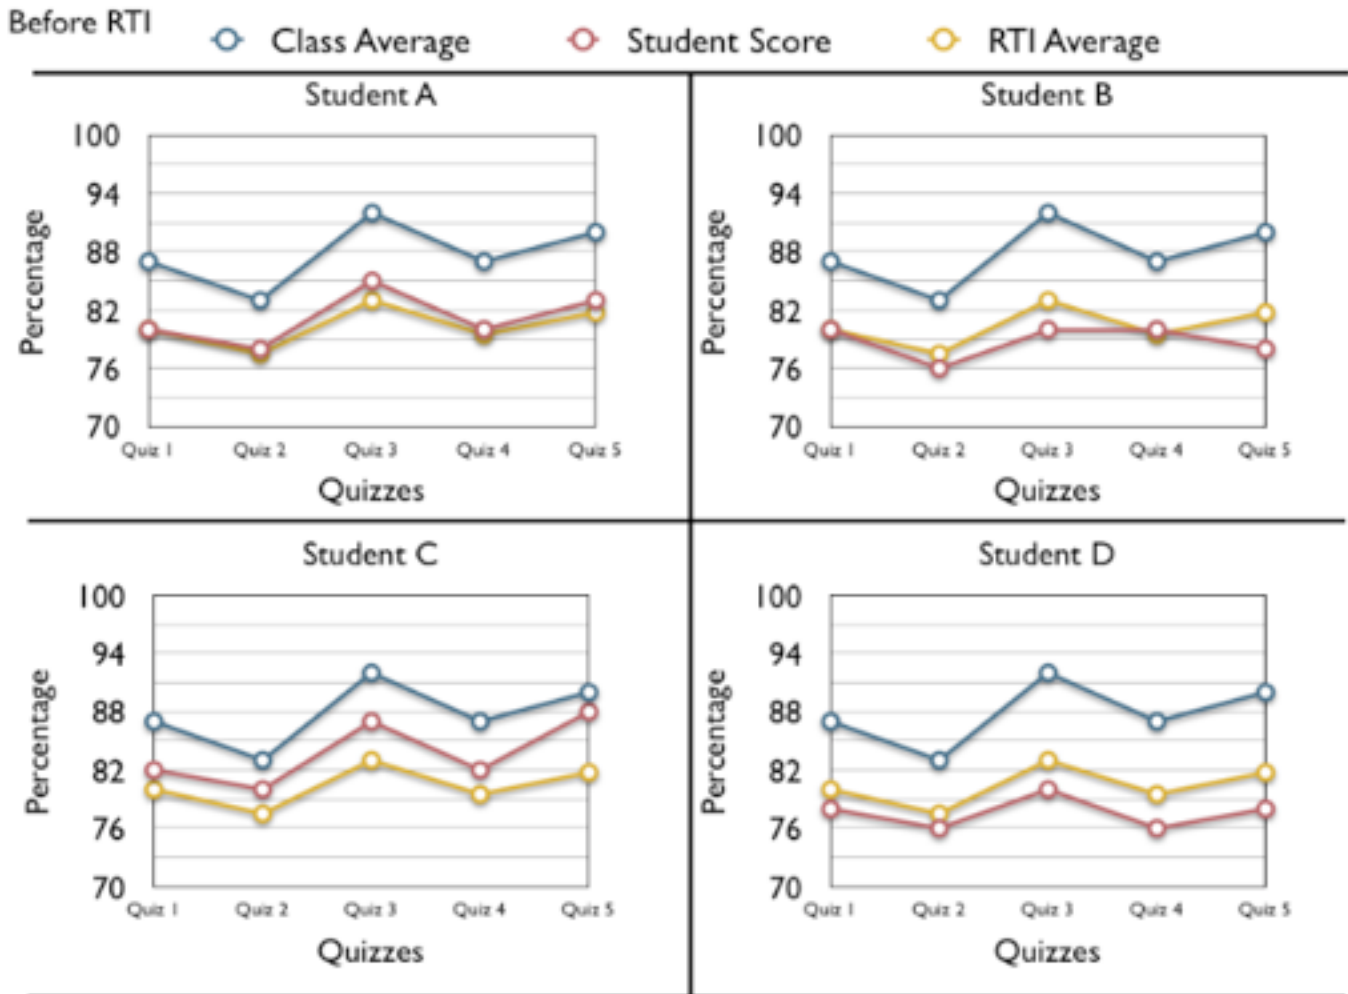 Before RTI
Class Average Student Score RTI Average
Student A
100
94
88
82
76
70
Percentage
Quiz 1 Quiz 2 Quiz 3 Quiz 4 Quiz 5
Quizzes
Student B
100
94
88
82
76
70
Percentage
Quiz 1 Quiz 2 Quiz 3 Quiz 4 Quiz 5
Quizzes
Student C
100
94
88
82
76
70
Percentage
Quiz 1 Quiz 2 Quiz 3 Quiz 4 Quiz 5
Quizzes
Student D
100
94
88
82
76
70
Percentage
Quiz 1 Quiz 2 Quiz 3 Quiz 4 Quiz 5
Quizzes